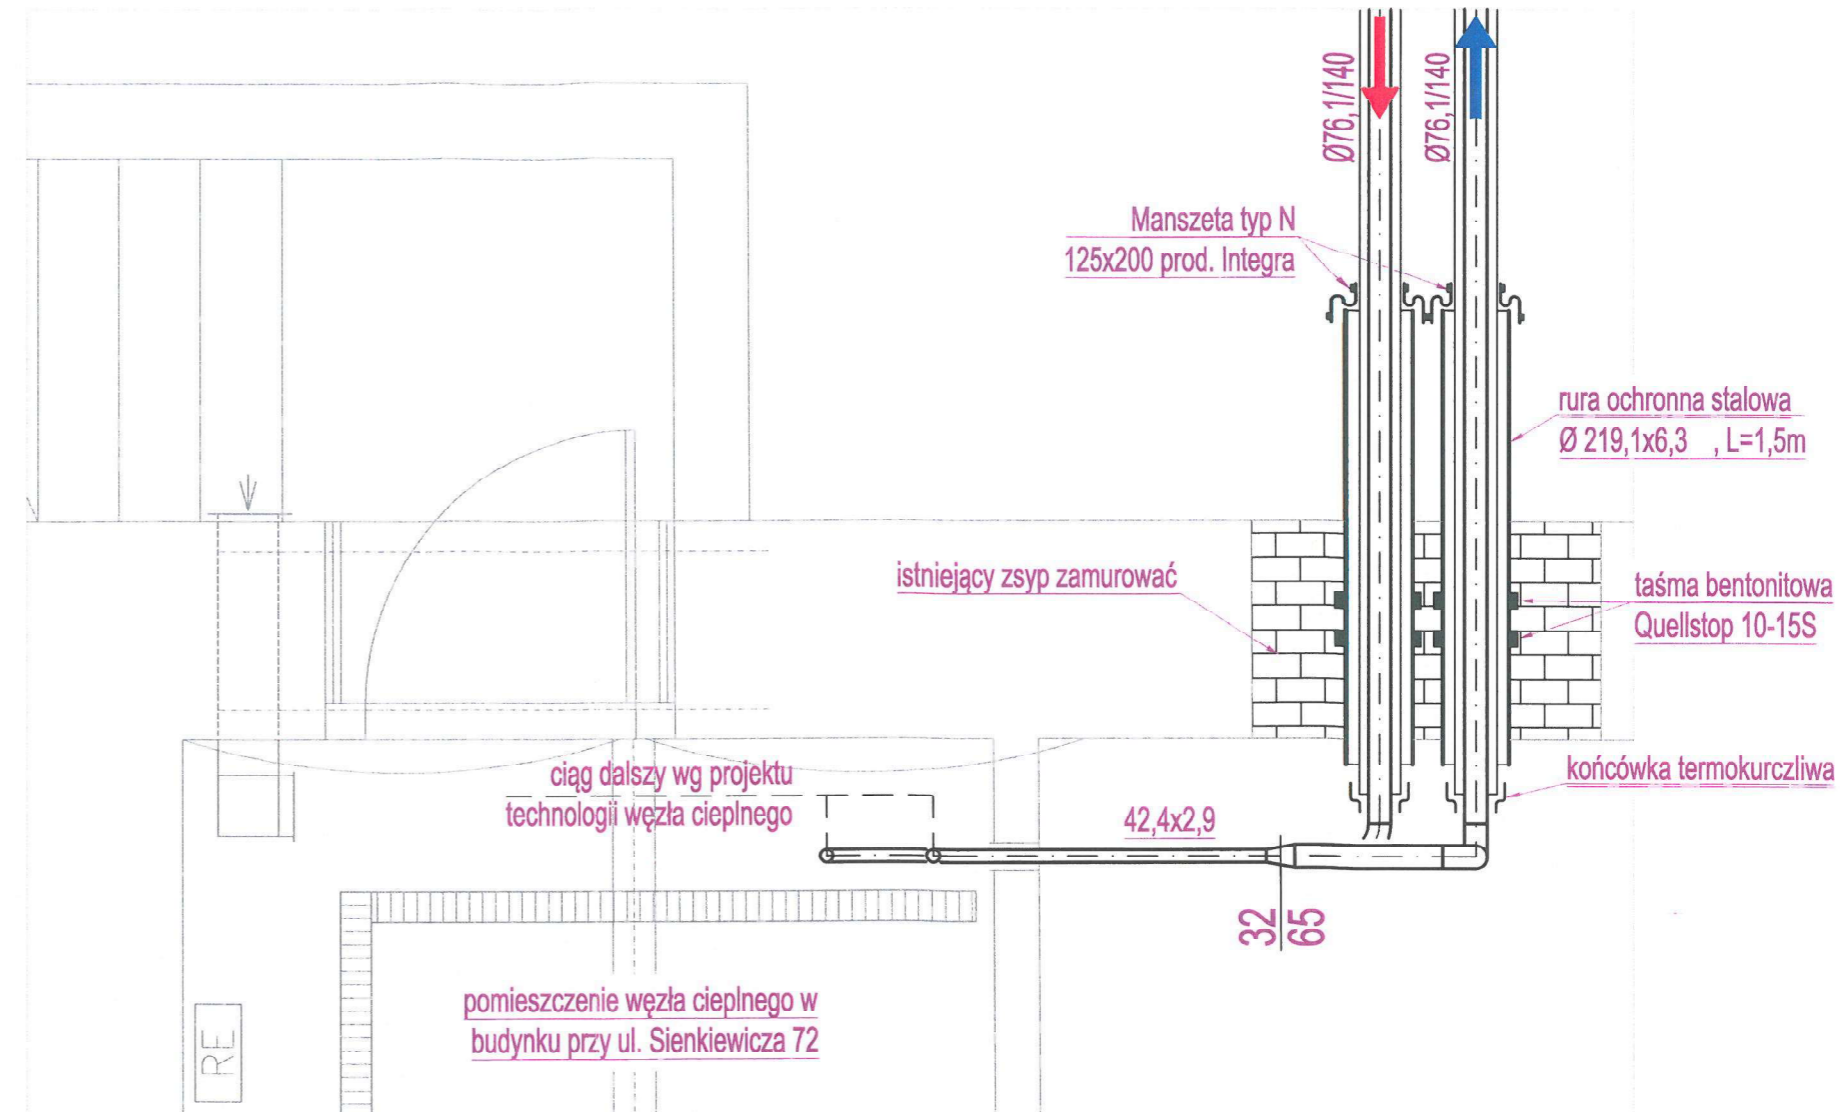 Ø76,1/140
Ø76,1/140
Manszeta typ N
125x200 prod. Integra
rura ochronna stalowa
Ø 219,1x6,3 , L=1,5m
istniejący zsyp zamurować
taśma bentonitowa
Quellstop 10-15S
końcówka termokurczliwa
ciąg dalszy wg projektu
technologii węzła cieplnego
42,4x2,9
32
65
pomieszczenie węzła cieplnego w
budynku przy ul. Sienkiewicza 72
RE